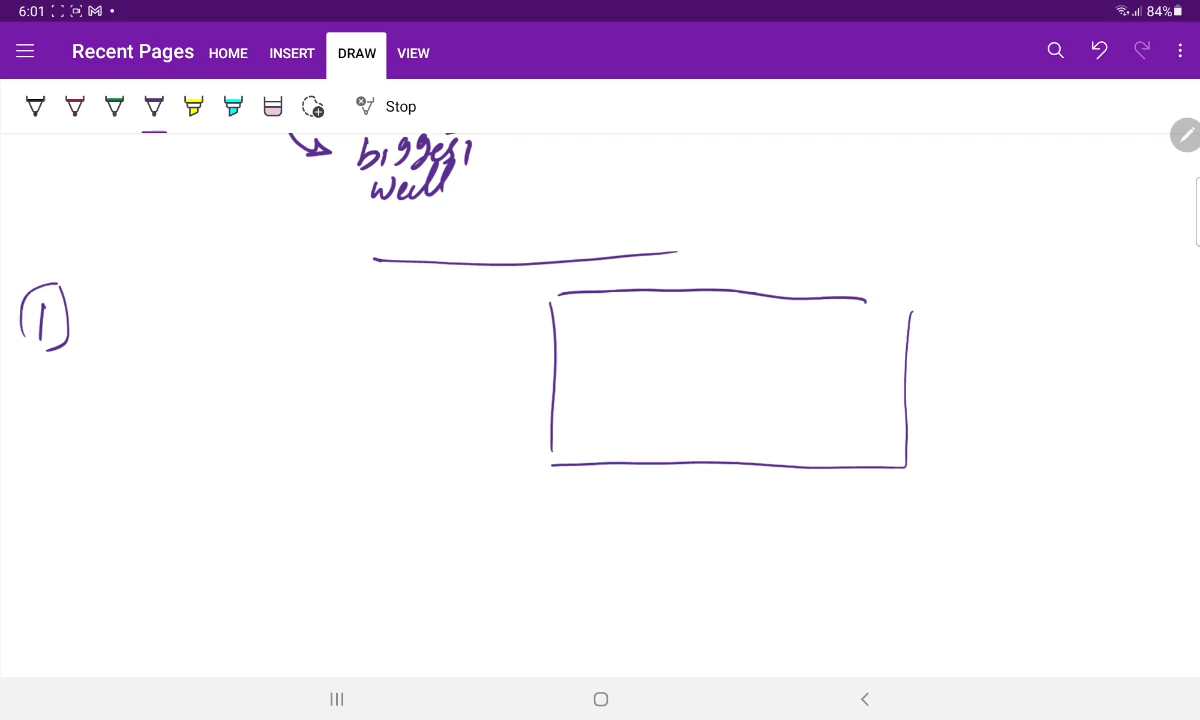 6:01 84%
Recent Pages HOME INSERT DRAW VIEW
Stop
biggest
well
1